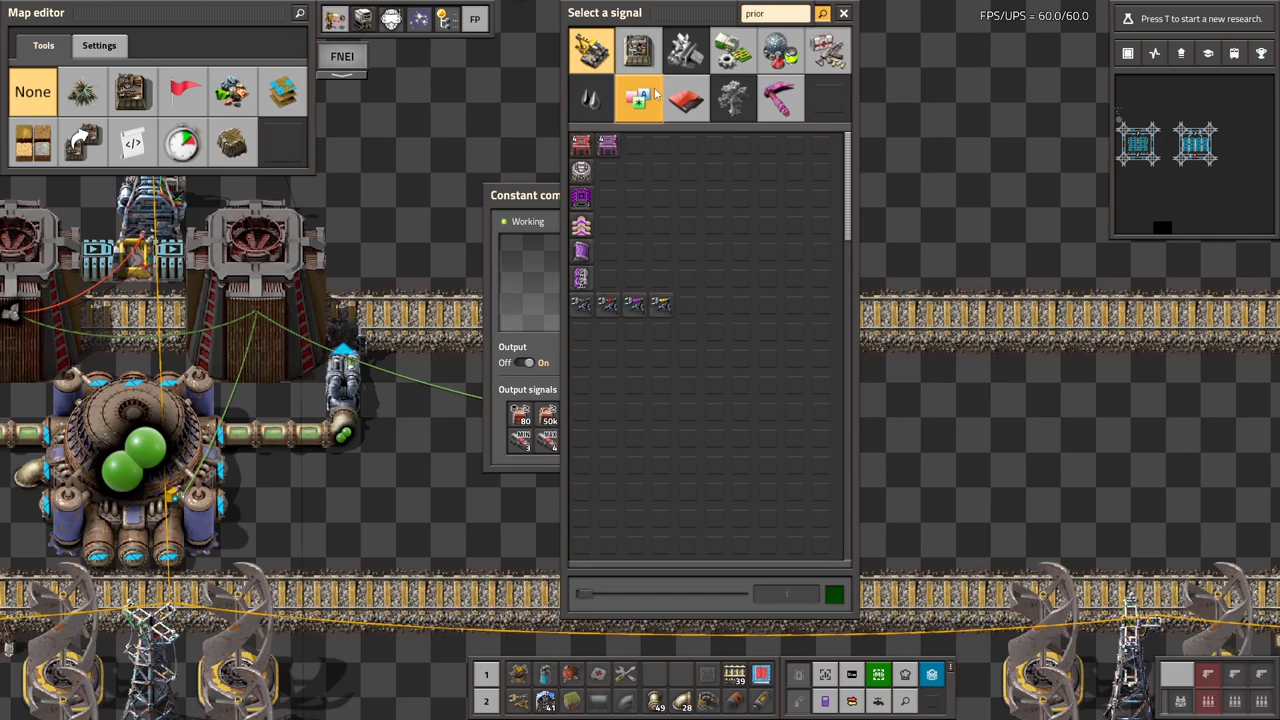 Map editor
Tools
Settings
None
FP
FNEI
Select a signal
prior
FPS/UPS = 60.0/60.0
Press T to start a new research.
Constant com
Working
Output
Off
On
Output signals
80
50k
MIN
3
MAX
4
1
1
39
2
41
49
28